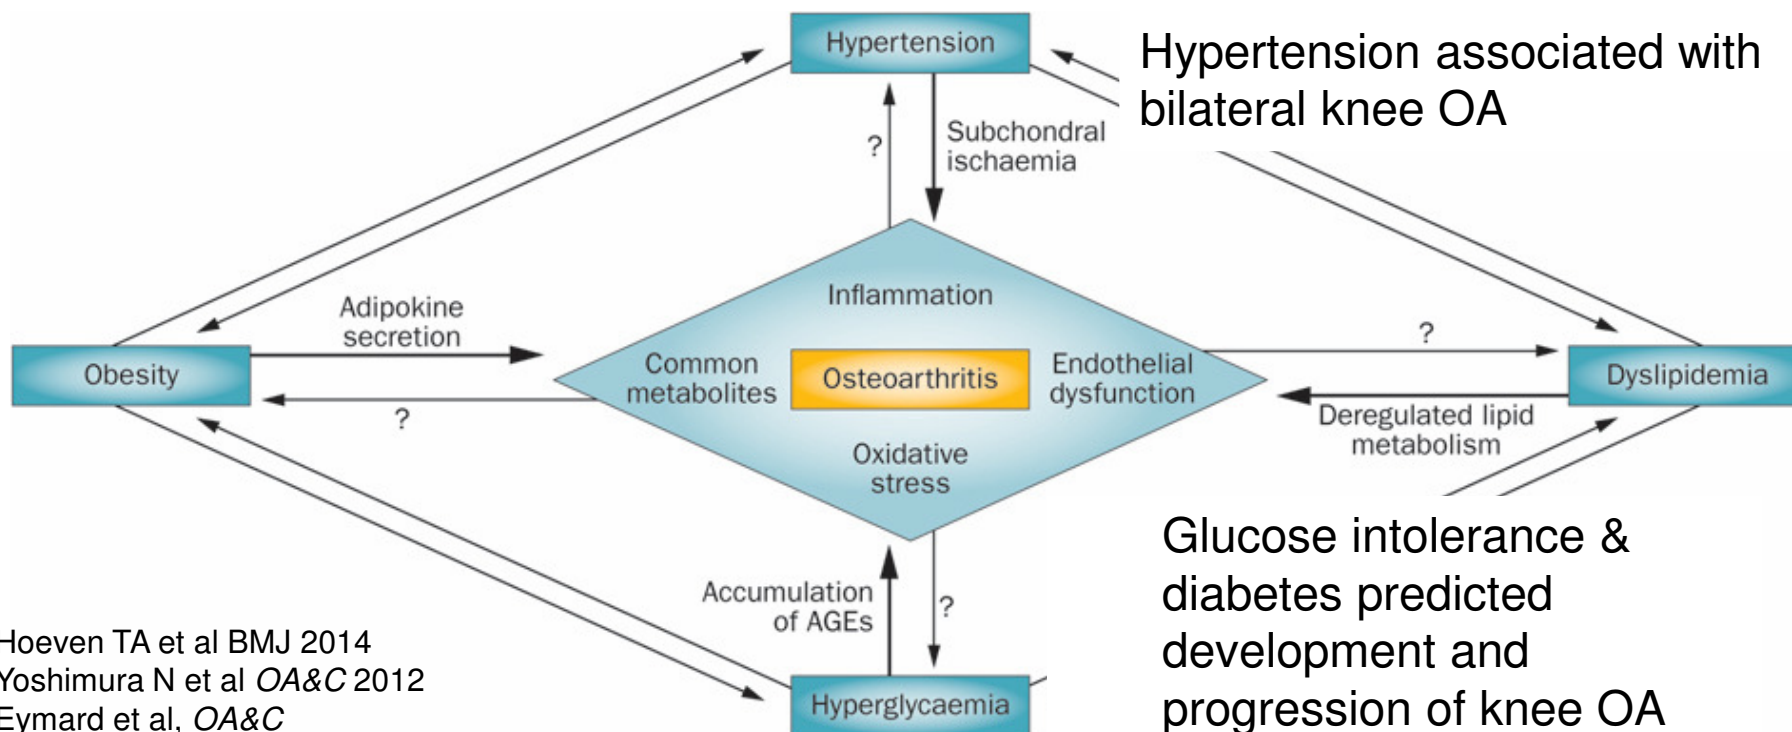 Hypertension
Hypertension associated with
bilateral knee OA
?
Subchondral
ischaemia
Inflammation
Adipokine
secretion
?
Obesity
Common
metabolites
Osteoarthritis
Endothelial
dysfunction
Dyslipidemia
?
Deregulated lipid
metabolism
Oxidative
stress
Accumulation
of AGEs
?
Hyperglycaemia
Glucose intolerance &
diabetes predicted
development and
progression of knee OA
Hoeven TA et al BMJ 2014
Yoshimura N et al OA&C 2012
Eymard et al, OA&C